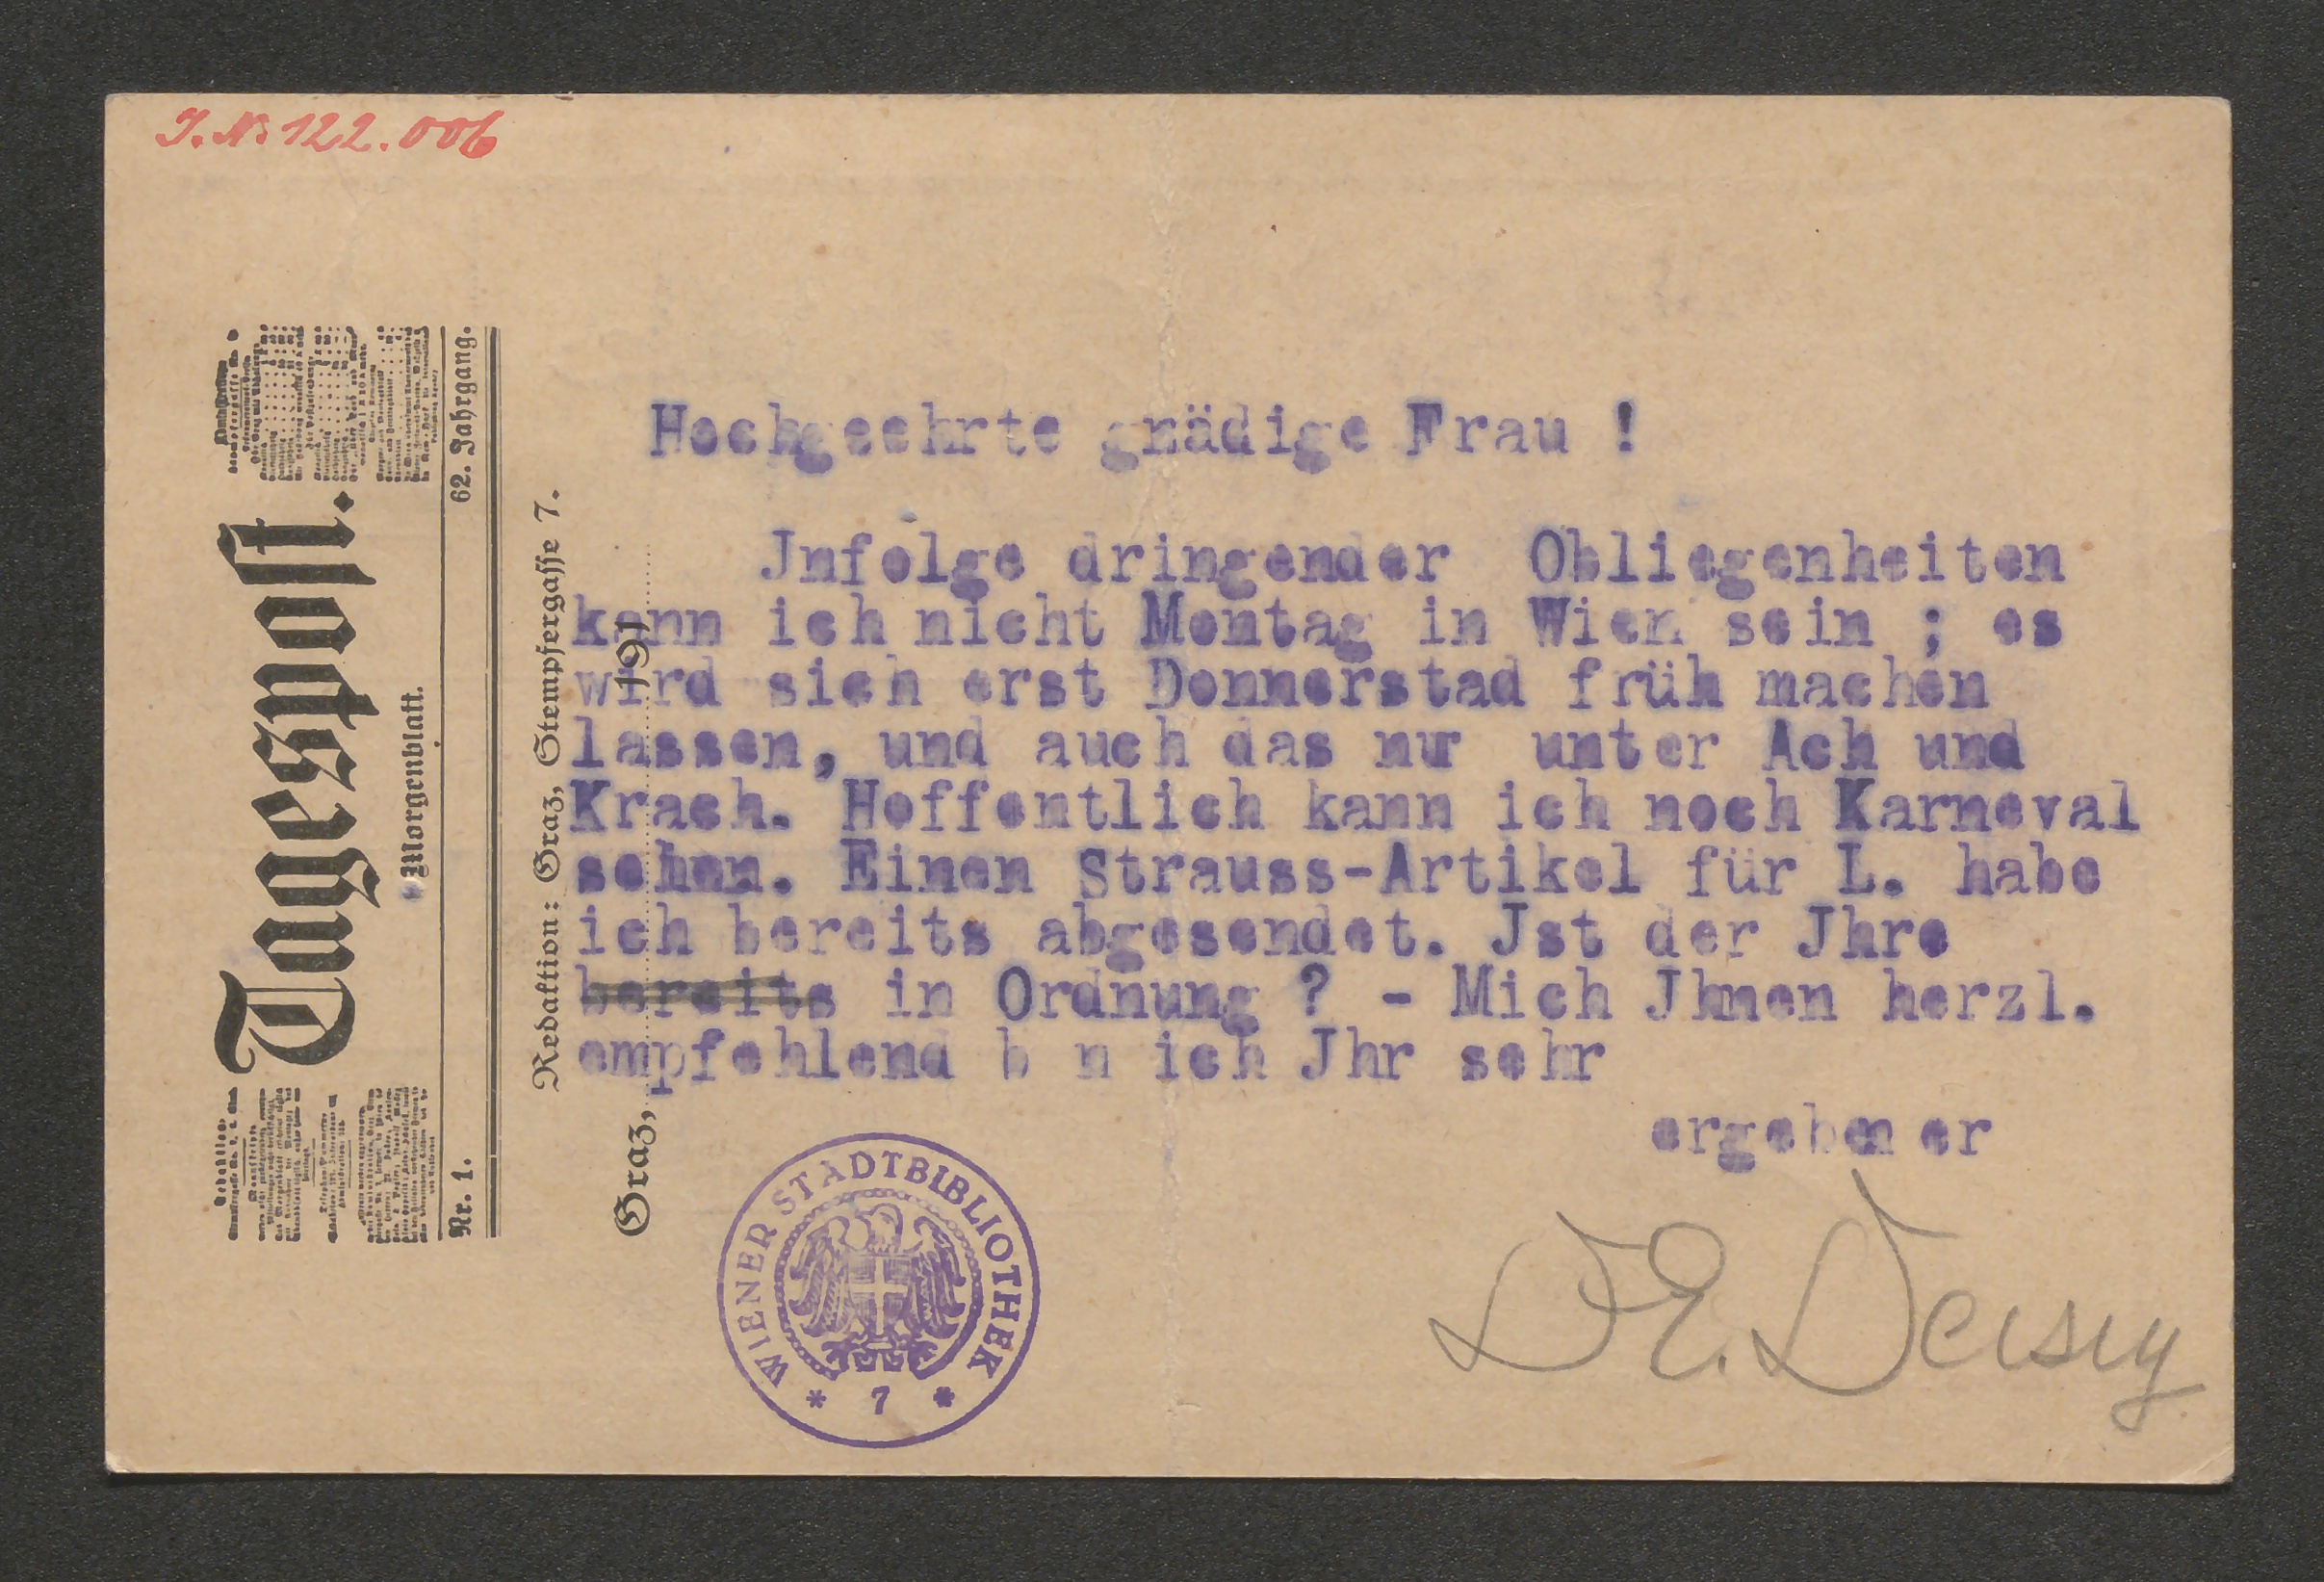 J. N. 122.006
Tagespost.
Morgenblatt.
Nr. 1.
62. Jahrgang.
Redaktion: Graz, Stempfergasse 7.
Graz, 191
Hochgeehrte gnädige Frau !
Jnfolge dringender Obliegenheiten
kann ich nicht Montag in Wien sein ; es
wird sich erst Donnerstad früh machen
lassen, und auch das nur unter Ach und
Krach. Hoffentlich kann ich noch Karneval
sehen. Einen Strauss-Artikel für L. habe
ich bereits abgesendet. Jst der Jhre
bereits in Ordnung ? - Mich Jhnen herzl.
empfehlend b n ich Jhr sehr
ergebener
WIENER STADTBIBLIOTHEK
* 7 *
D E. Decsey